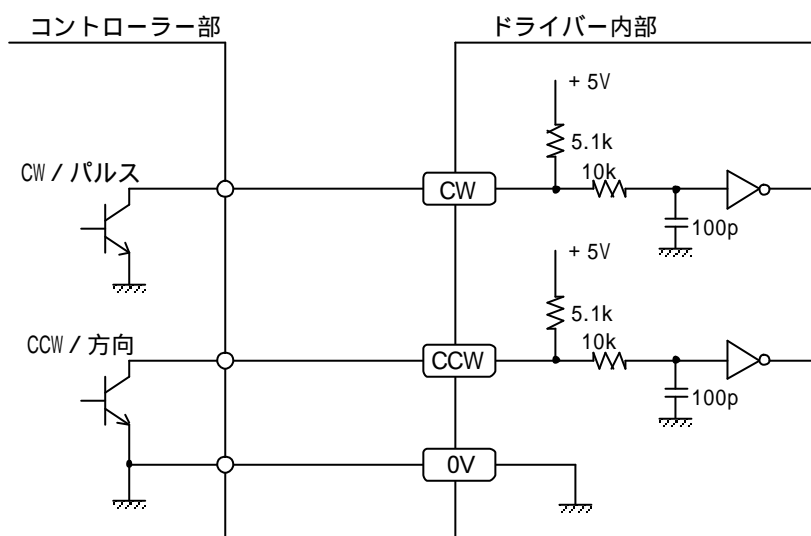 コントローラー部
ドライバー内部
+ 5V
5.1k
CW / パルス
10k
CW
100p
+ 5V
5.1k
CCW / 方向
10k
CCW
100p
0V